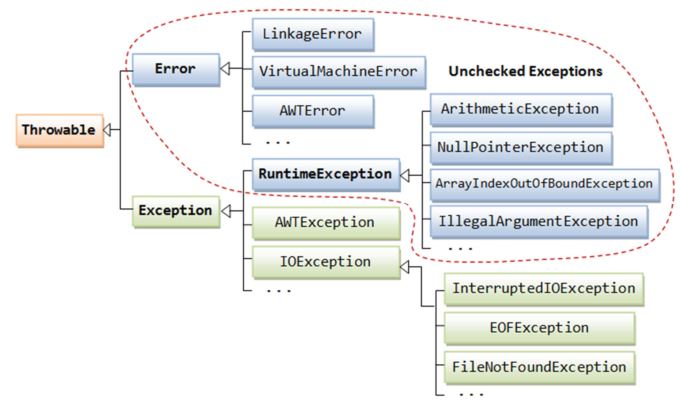 LinkageError
Error
VirtualMachineError
Unchecked Exceptions
AWTError
ArithmeticException
Throwable
...
NullPointerException
RuntimeException
ArrayIndexOutOfBoundException
Exception
AWTException
IllegalArgumentException
...
IOException
...
InterruptedIOException
EOFException
FileNotFoundException
...